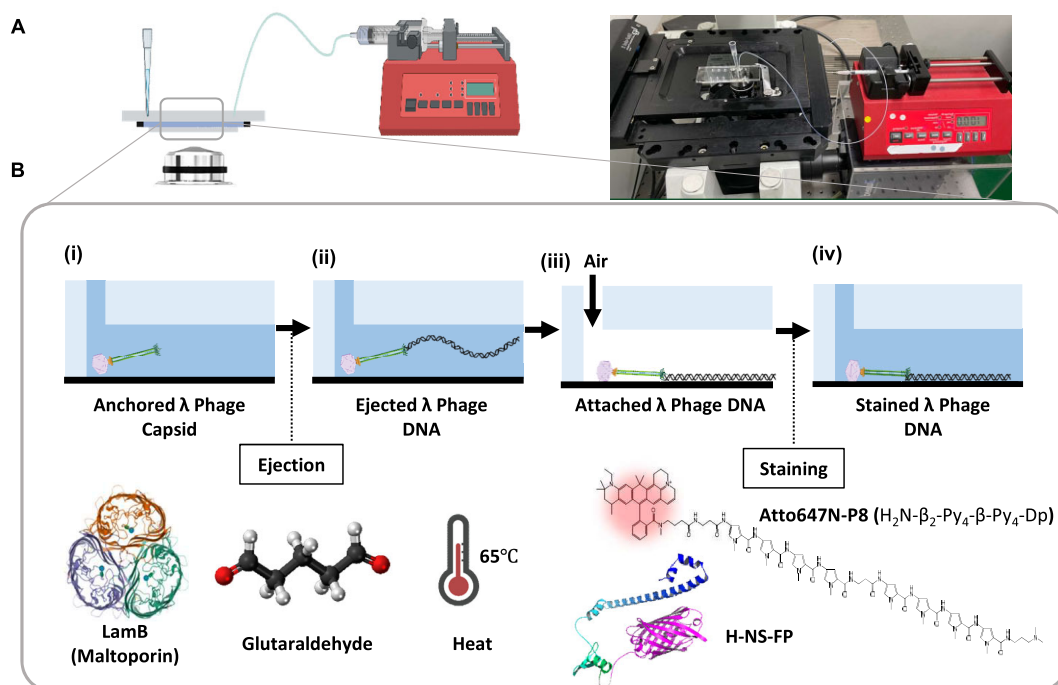 A
B
(i)
(ii)
(iii)
Air
(iv)
Anchored λ Phage
Capsid
Ejected λ Phage
DNA
Attached λ Phage DNA
Stained λ Phage
DNA
Ejection
Staining
LamB
(Maltoporin)
Glutaraldehyde
65℃
Heat
Atto647N-P8 (H₂N-β₂-Py₄-β-Py₄-Dp)
H-NS-FP